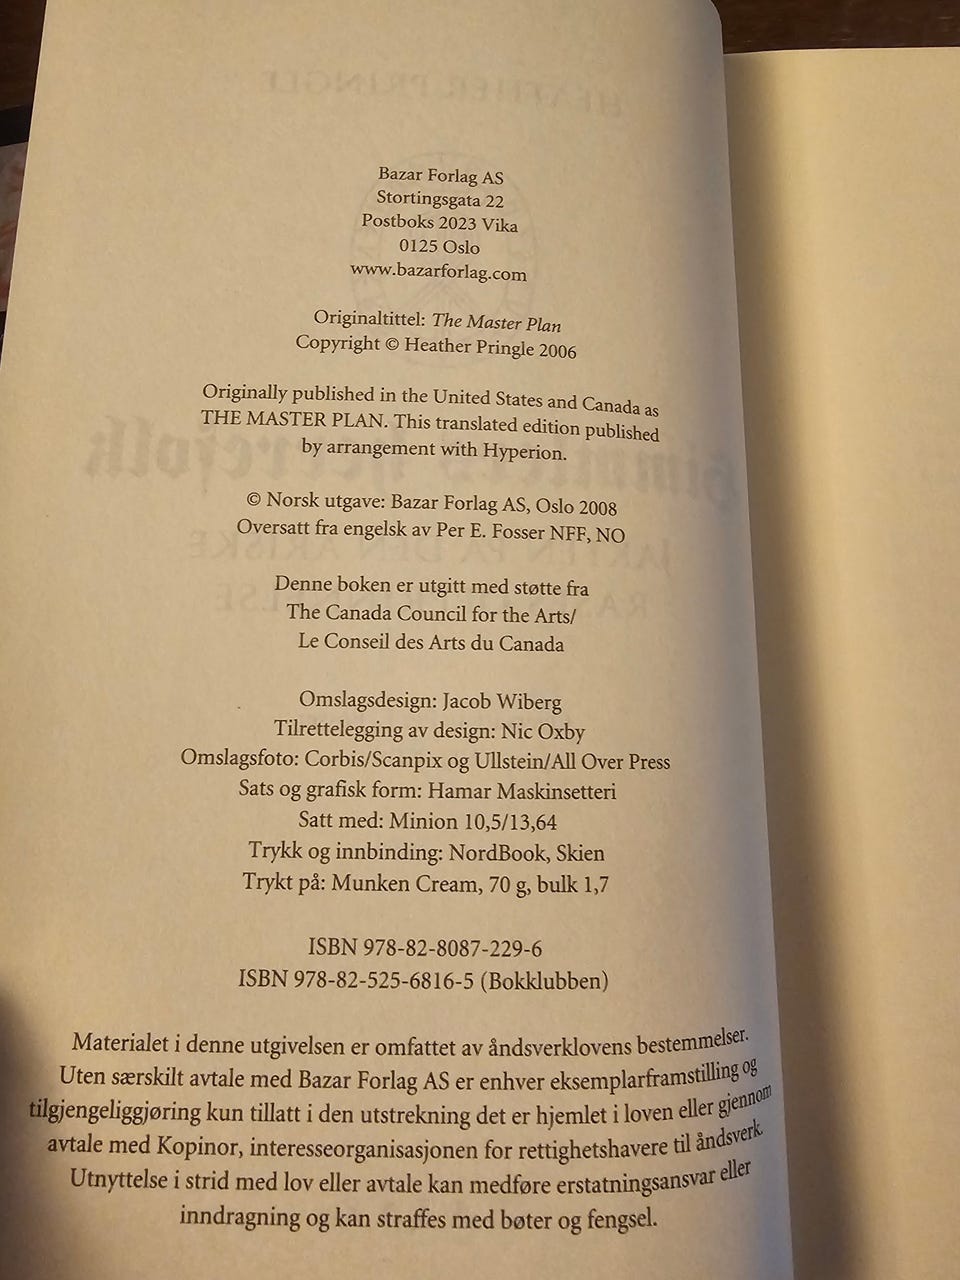 Bazar Forlag AS
Stortingsgata 22
Postboks 2023 Vika
0125 Oslo
www.bazarforlag.com
Originaltittel: The Master Plan
Copyright © Heather Pringle 2006
Originally published in the United States and Canada as
THE MASTER PLAN. This translated edition published
by arrangement with Hyperion.
© Norsk utgave: Bazar Forlag AS, Oslo 2008
Oversatt fra engelsk av Per E. Fosser NFF, NO
Denne boken er utgitt med støtte fra
The Canada Council for the Arts/
Le Conseil des Arts du Canada
Omslagsdesign: Jacob Wiberg
Tilrettelegging av design: Nic Oxby
Omslagsfoto: Corbis/Scanpix og Ullstein/All Over Press
Sats og grafisk form: Hamar Maskinsetteri
Satt med: Minion 10,5/13,64
Trykk og innbinding: NordBook, Skien
Trykt på: Munken Cream, 70 g, bulk 1,7
ISBN 978-82-8087-229-6
ISBN 978-82-525-6816-5 (Bokklubben)
Materialet i denne utgivelsen er omfattet av åndsverklovens bestemmelser.
Uten særskilt avtale med Bazar Forlag AS er enhver eksemplarframstilling og
tilgjengeliggjøring kun tillatt i den utstrekning det er hjemlet i loven eller gjennom
avtale med Kopinor, interesseorganisasjonen for rettighetshavere til åndsverk.
Utnyttelse i strid med lov eller avtale kan medføre erstatningsansvar eller
inndragning og kan straffes med bøter og fengsel.